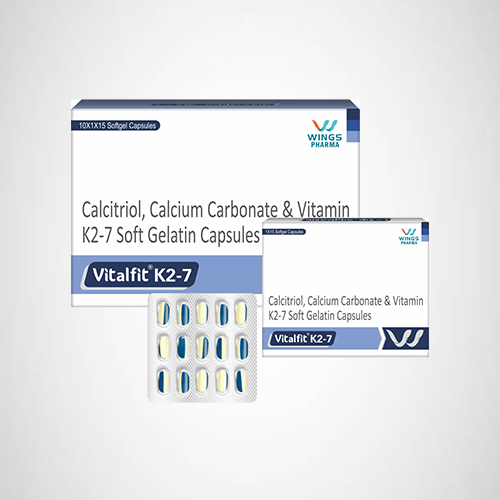 10X1X15 Softgel Capsules
WINGS
PHARMA
Calcitriol, Calcium Carbonate & Vitamin
K2-7 Soft Gelatin Capsules
Vitalfit® K2-7
1X15 Softgel Capsules
WINGS
PHARMA
Calcitriol, Calcium Carbonate & Vitamin
K2-7 Soft Gelatin Capsules
Vitalfit® K2-7